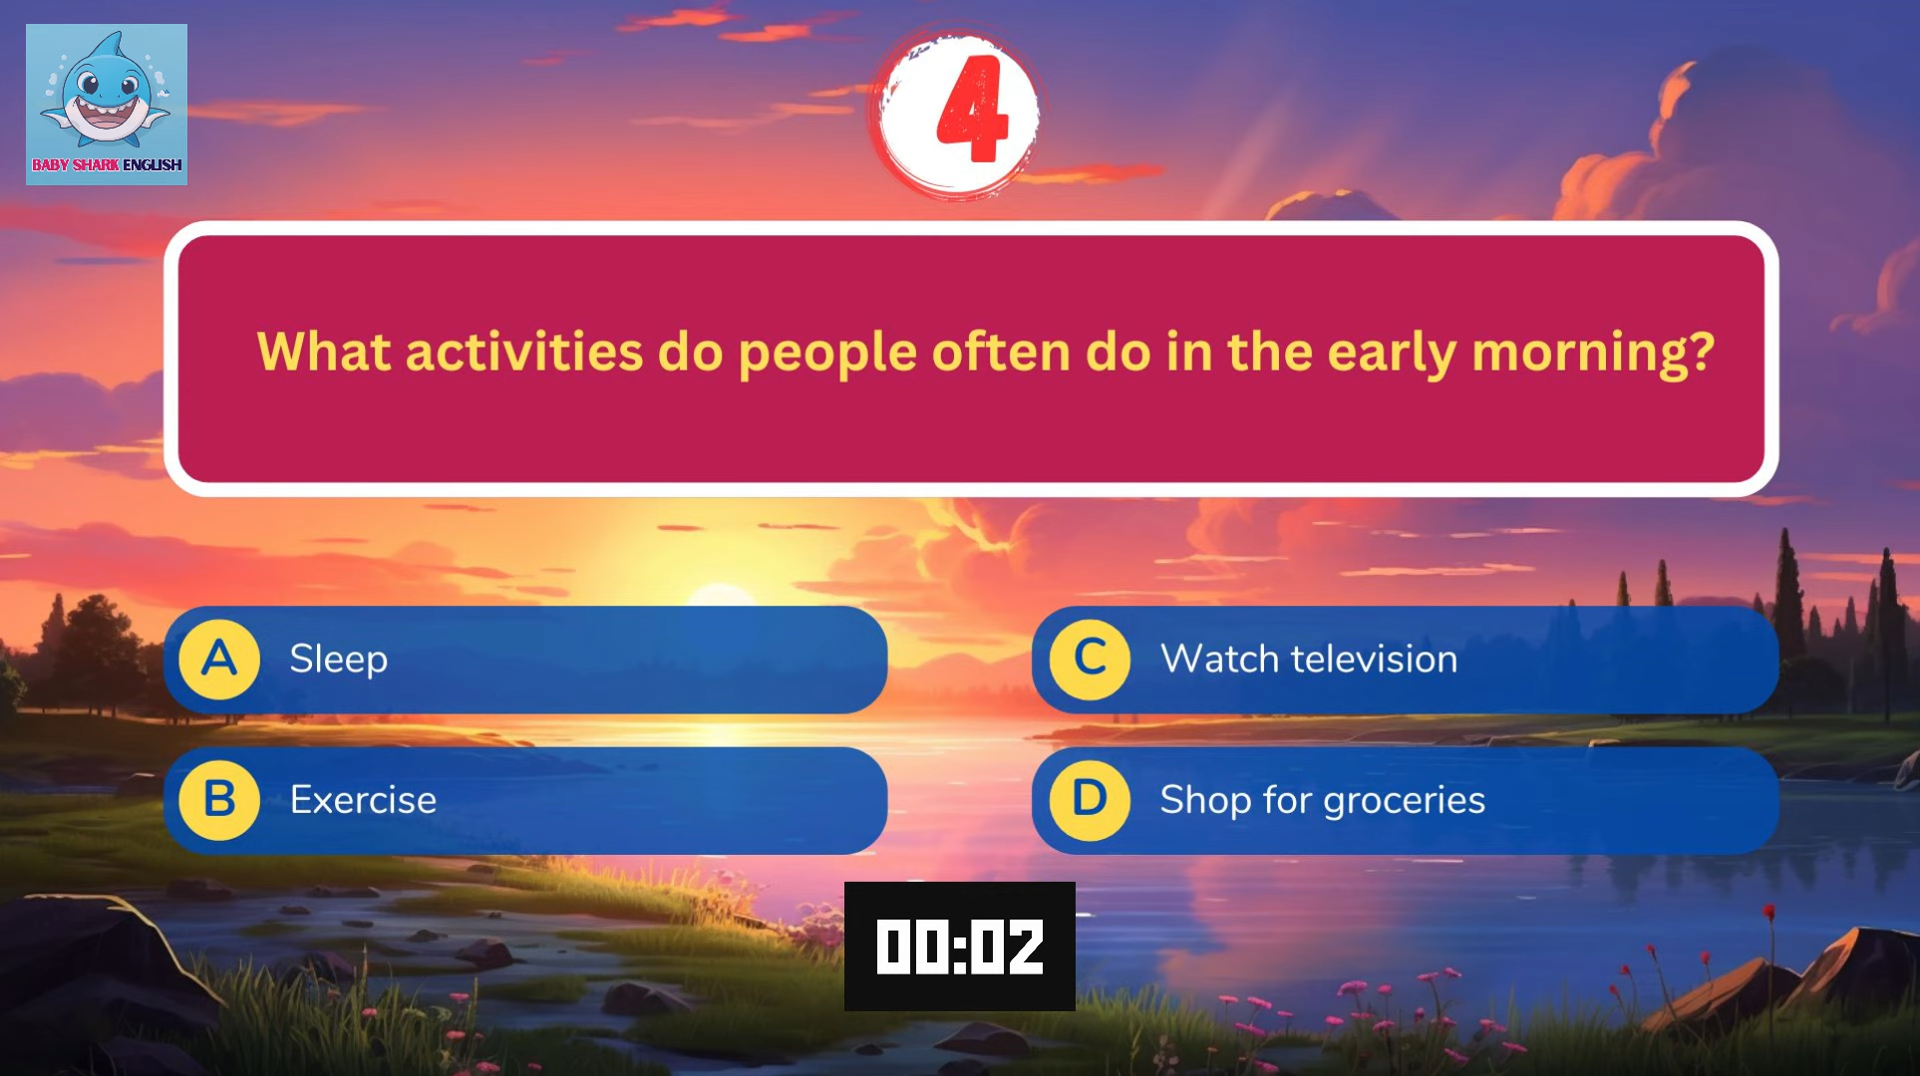 BABY SHARK ENGLISH
4
What activities do people often do in the early morning?
A Sleep
B Exercise
C Watch television
D Shop for groceries
00:02